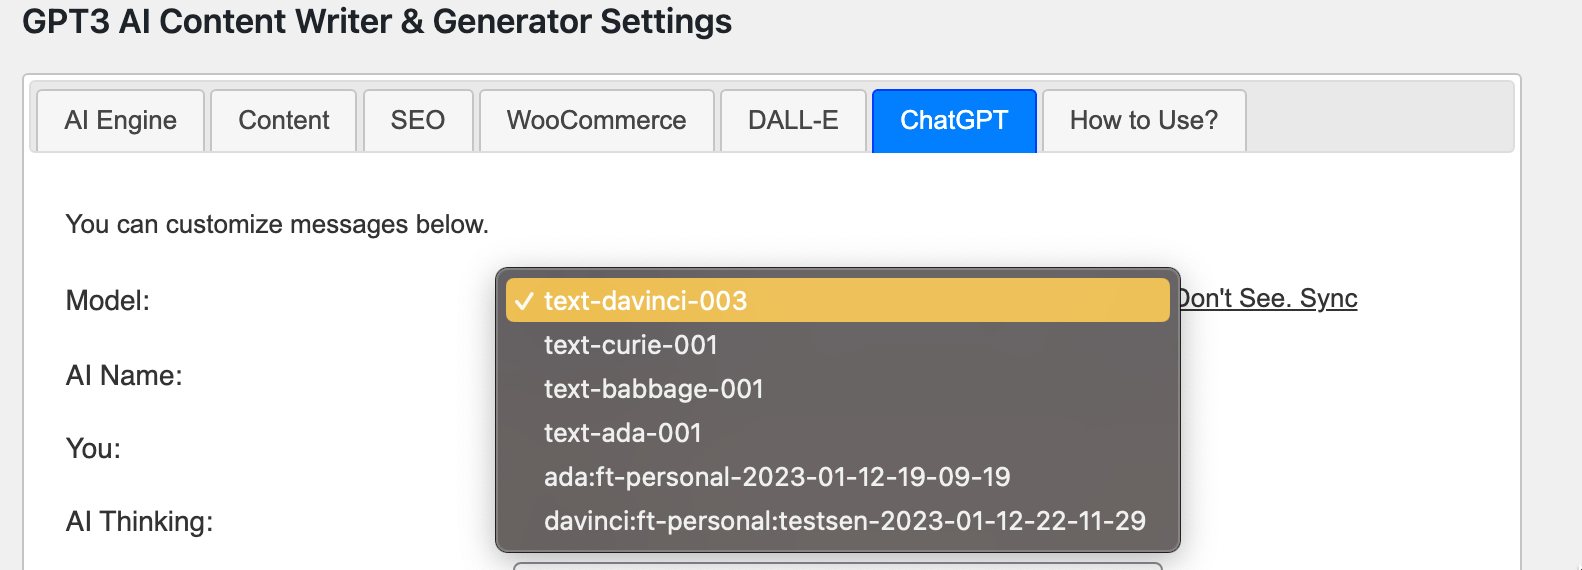 GPT3 AI Content Writer & Generator Settings
AI Engine Content SEO WooCommerce DALL-E ChatGPT How to Use?
You can customize messages below.
Model:
✓ text-davinci-003
Don't See. Sync
text-curie-001
AI Name:
text-babbage-001
text-ada-001
You:
ada:ft-personal-2023-01-12-19-09-19
AI Thinking:
davinci:ft-personal:testsen-2023-01-12-22-11-29